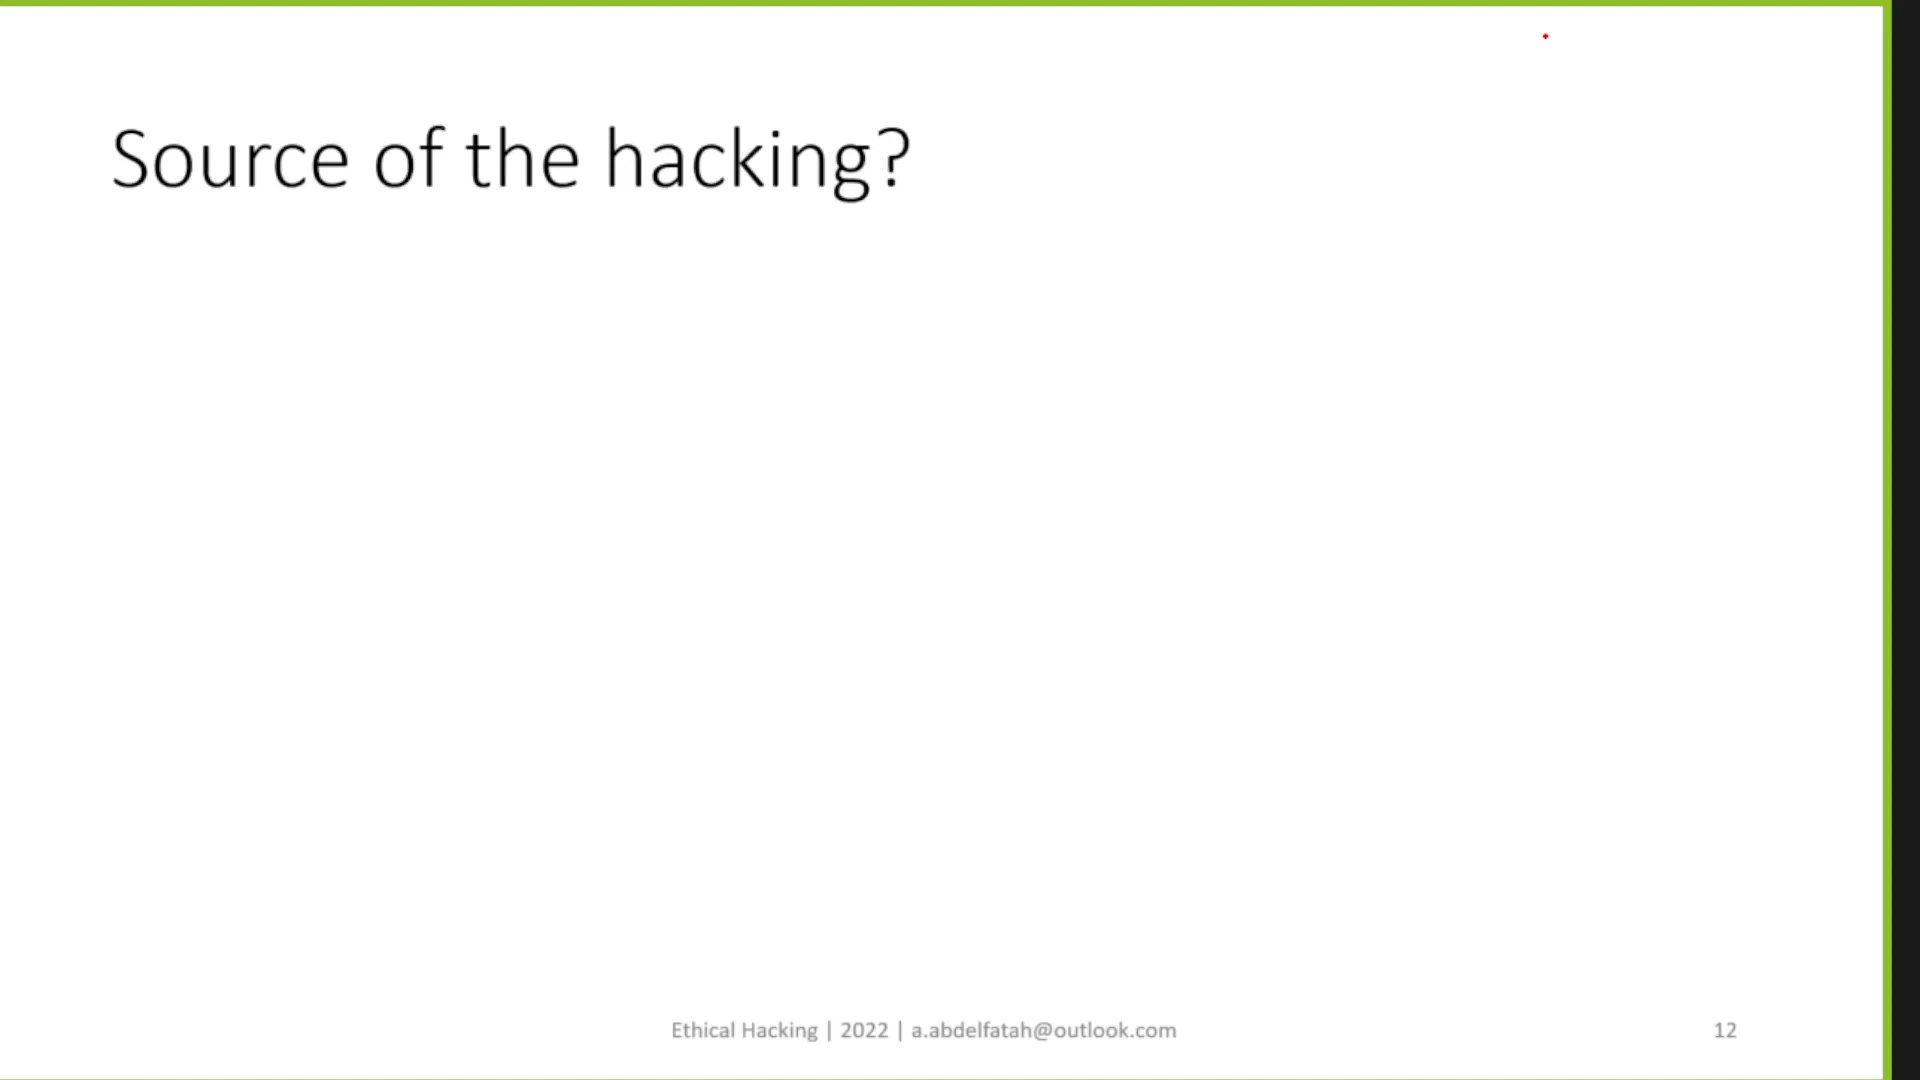 Source of the hacking?
Ethical Hacking | 2022 | a.abdelfatah@outlook.com
12